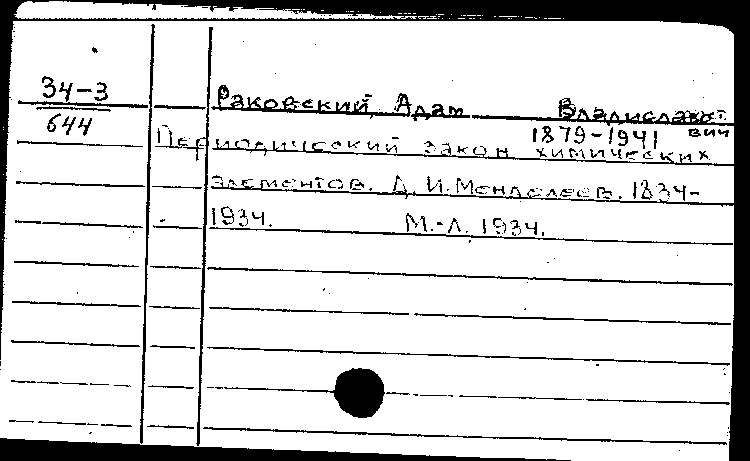 34-3
644
Раковский, Адам Владиславо-
вич
1879-1941
Периодический закон химических
элементов. Д. И. Менделеев. 1834-
1934. М.-Л. 1934.